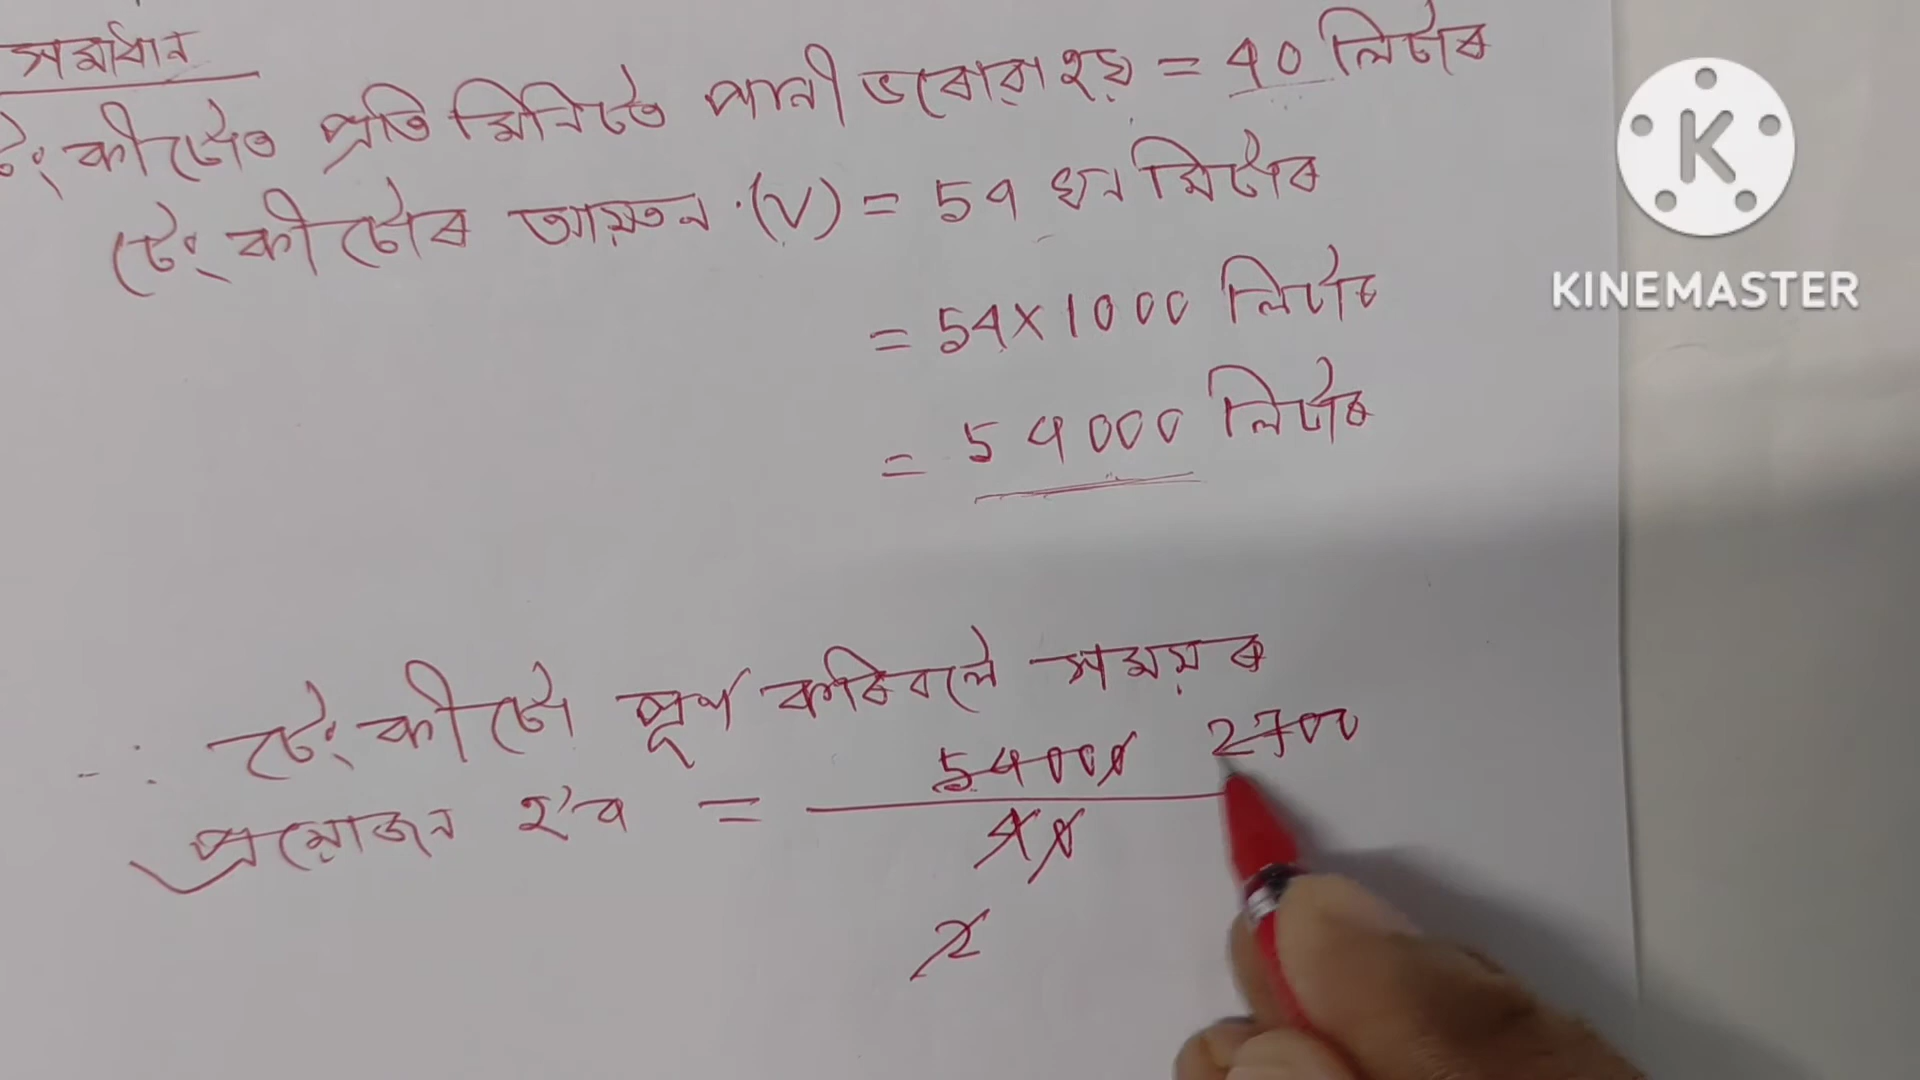 সমাধান
টেংকীটোত প্ৰতি মিনিটত পানী ভৰোৱা হয় = 40 লিটাৰ
টেংকীটোৰ আয়তন (V) = 54 ঘন মিটাৰ
= 54×1000 লিটাৰ
= 54000 লিটাৰ
∴ টেংকীটো পূৰ্ণ কৰিবলৈ সময়ৰ
54000 2700
প্ৰয়োজন হ'ব =
40
2
K
KINEMASTER